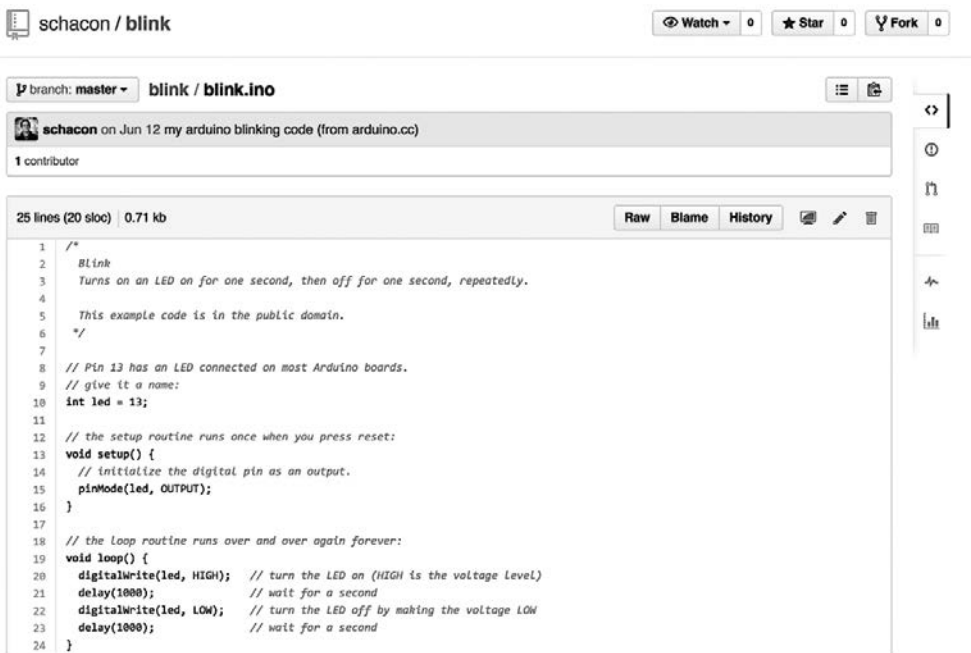 schacon / blink
Watch 0 Star 0 Fork 0
branch: master blink / blink.ino
schacon on Jun 12 my arduino blinking code (from arduino.cc)
1 contributor
25 lines (20 sloc) 0.71 kb Raw Blame History
1 /*
2 Blink
3 Turns on an LED on for one second, then off for one second, repeatedly.
4
5 This example code is in the public domain.
6 */
7
8 // Pin 13 has an LED connected on most Arduino boards.
9 // give it a name:
10 int led = 13;
11
12 // the setup routine runs once when you press reset:
13 void setup() {
14 // initialize the digital pin as an output.
15 pinMode(led, OUTPUT);
16 }
17
18 // the loop routine runs over and over again forever:
19 void loop() {
20 digitalWrite(led, HIGH); // turn the LED on (HIGH is the voltage level)
21 delay(1000); // wait for a second
22 digitalWrite(led, LOW); // turn the LED off by making the voltage LOW
23 delay(1000); // wait for a second
24 }